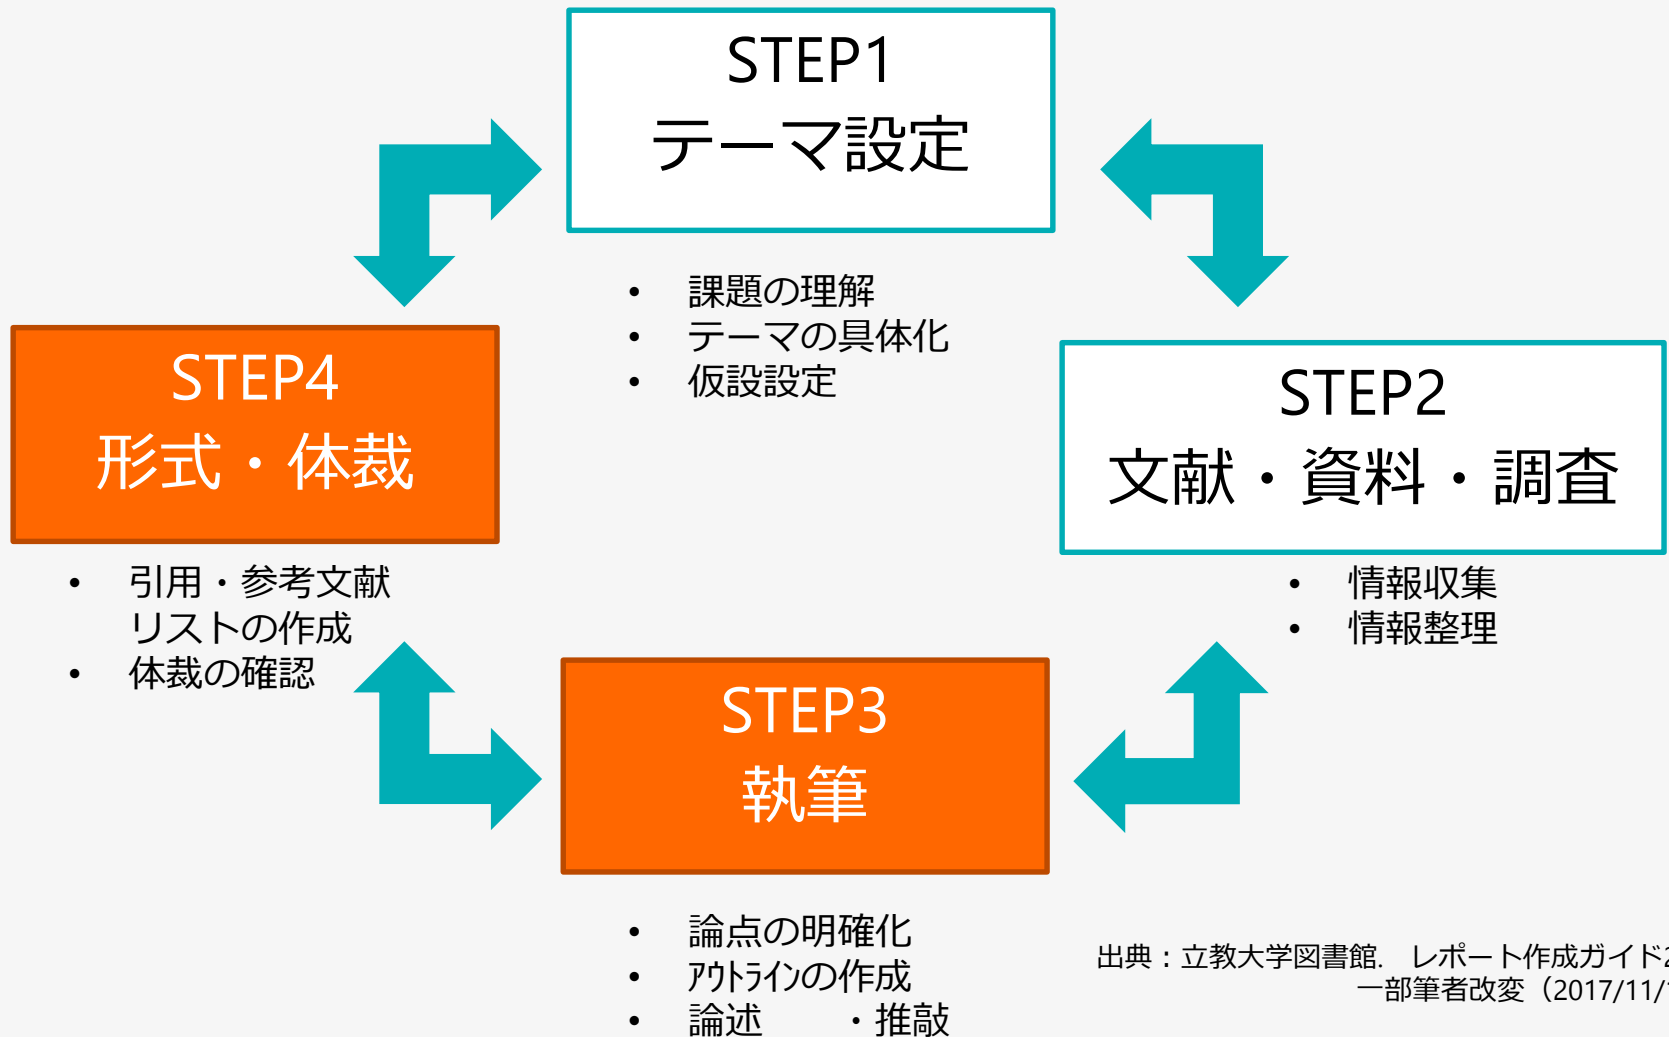 STEP1
テーマ設定
• 課題の理解
• テーマの具体化
• 仮設設定
STEP2
文献・資料・調査
• 情報収集
• 情報整理
STEP3
執筆
• 論点の明確化
• ｱｳﾄﾗｲﾝの作成
• 論述　　・推敲
STEP4
形式・体裁
• 引用・参考文献
リストの作成
• 体裁の確認
出典：立教大学図書館.　レポート作成ガイド2
一部筆者改変（2017/11/